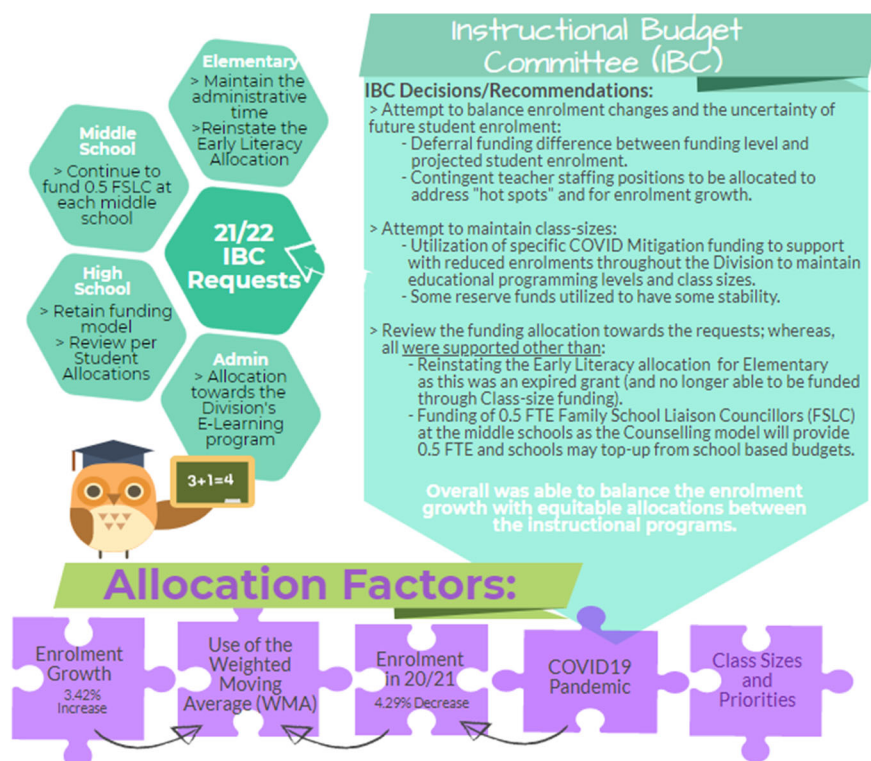 Elementary
> Maintain the
administrative
time
>Reinstate the
Early Literacy
Allocation
Middle
School
> Continue to
fund 0.5 FSLC at
each middle
school
21/22
IBC
Requests
High
School
> Retain funding
model
> Review per
Student
Allocations
Admin
> Allocation
towards the
Division's
E-Learning
program
3+1=4
Instructional Budget
Committee (IBC)
IBC Decisions/Recommendations:
> Attempt to balance enrolment changes and the uncertainty of
future student enrolment:
- Deferral funding difference between funding level and
projected student enrolment.
- Contingent teacher staffing positions to be allocated to
address "hot spots" and for enrolment growth.
> Attempt to maintain class-sizes:
- Utilization of specific COVID Mitigation funding to support
with reduced enrolments throughout the Division to maintain
educational programming levels and class sizes.
- Some reserve funds utilized to have some stability.
> Review the funding allocation towards the requests; whereas,
all were supported other than:
- Reinstating the Early Literacy allocation for Elementary
as this was an expired grant (and no longer able to be funded
through Class-size funding).
- Funding of 0.5 FTE Family School Liaison Councillors (FSLC)
at the middle schools as the Counselling model will provide
0.5 FTE and schools may top-up from school based budgets.
Overall was able to balance the enrolment
growth with equitable allocations between
the instructional programs.
Allocation Factors:
Enrolment
Growth
3.42%
Increase
Use of the
Weighted
Moving
Average (WMA)
Enrolment
in 20/21
4.29% Decrease
COVID19
Pandemic
Class Sizes
and
Priorities